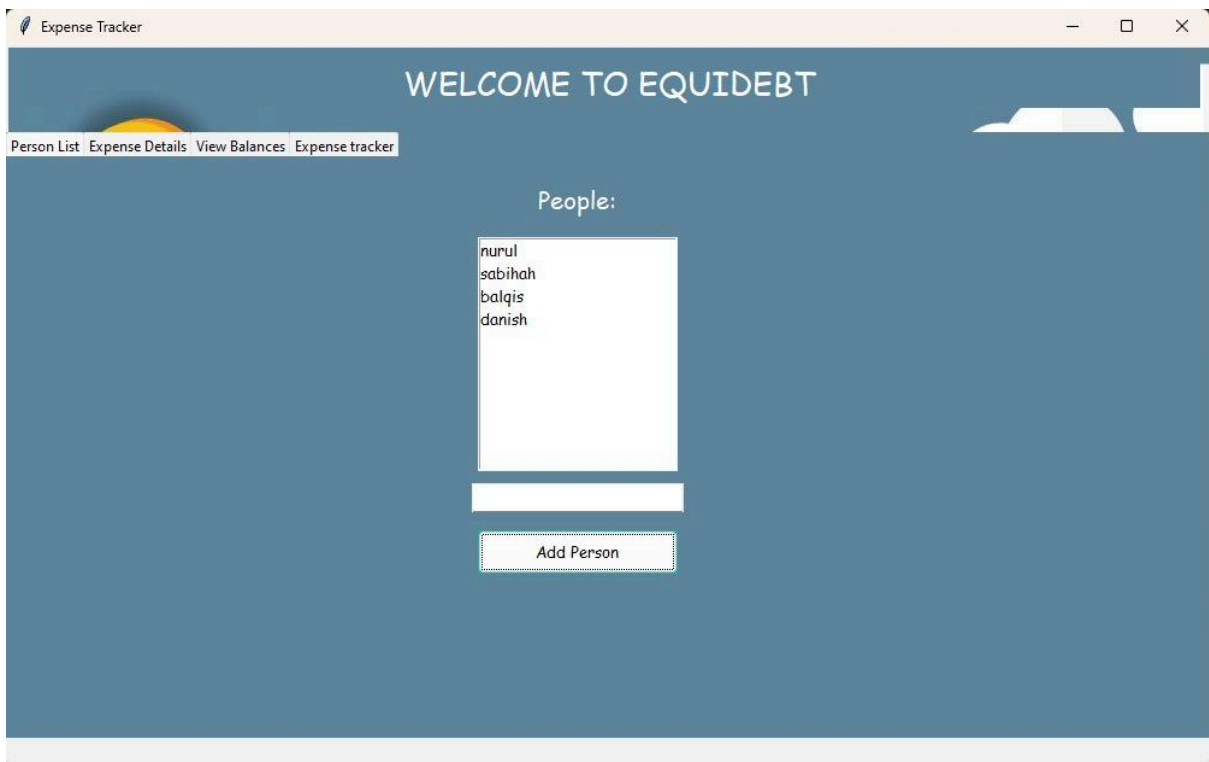 Expense Tracker
WELCOME TO EQUIDEBT
Person List Expense Details View Balances Expense tracker
People:
nurul
sabihah
balqis
danish
Add Person